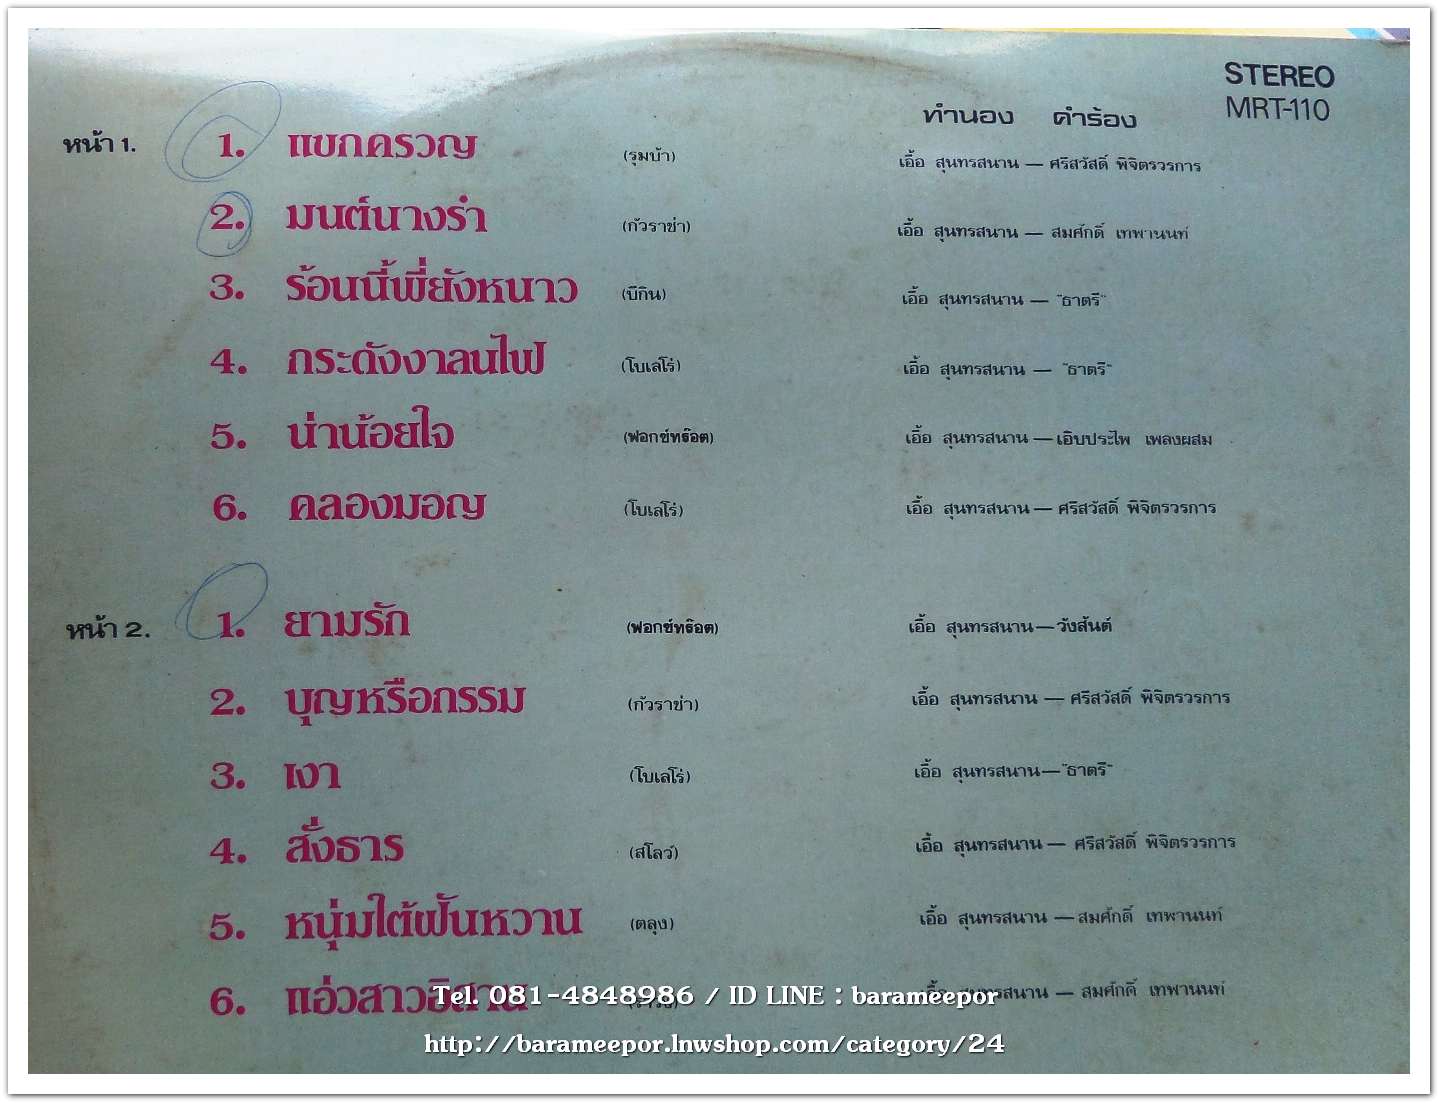 STEREO
MRT-110
ทำนอง คำร้อง
หน้า 1. 1. แขกครวญ (รุมบ้า) เอื้อ สุนทรสนาน — ศรีสวัสดิ์ พิจิตรวรการ
2. มนต์นางรำ (กัวราช่า) เอื้อ สุนทรสนาน — สมศักดิ์ เทพานนท์
3. ร้อนนี้พี่ยังหนาว (บีกิน) เอื้อ สุนทรสนาน — "ธาตรี"
4. กระดังงาลนไฟ (โบเลโร่) เอื้อ สุนทรสนาน — "ธาตรี"
5. น่าน้อยใจ (ฟอกซ์ทร๊อต) เอื้อ สุนทรสนาน — เอิบประไพ เพลงผสม
6. คลองมอญ (โบเลโร่) เอื้อ สุนทรสนาน — ศรีสวัสดิ์ พิจิตรวรการ
หน้า 2. 1. ยามรัก (ฟอกซ์ทร๊อต) เอื้อ สุนทรสนาน — วังสันต์
2. บุญหรือกรรม (กัวราช่า) เอื้อ สุนทรสนาน — ศรีสวัสดิ์ พิจิตรวรการ
3. เงา (โบเลโร่) เอื้อ สุนทรสนาน — "ธาตรี"
4. สั่งธาร (สโลว์) เอื้อ สุนทรสนาน — ศรีสวัสดิ์ พิจิตรวรการ
5. หนุ่มใต้ฝันหวาน (ตลุง) เอื้อ สุนทรสนาน — สมศักดิ์ เทพานนท์
6. แอ่วสาวอิสาน เอื้อ สุนทรสนาน — สมศักดิ์ เทพานนท์
Tel. 081-4848986 / ID LINE : barameepor
http://barameepor.lnwshop.com/category/24